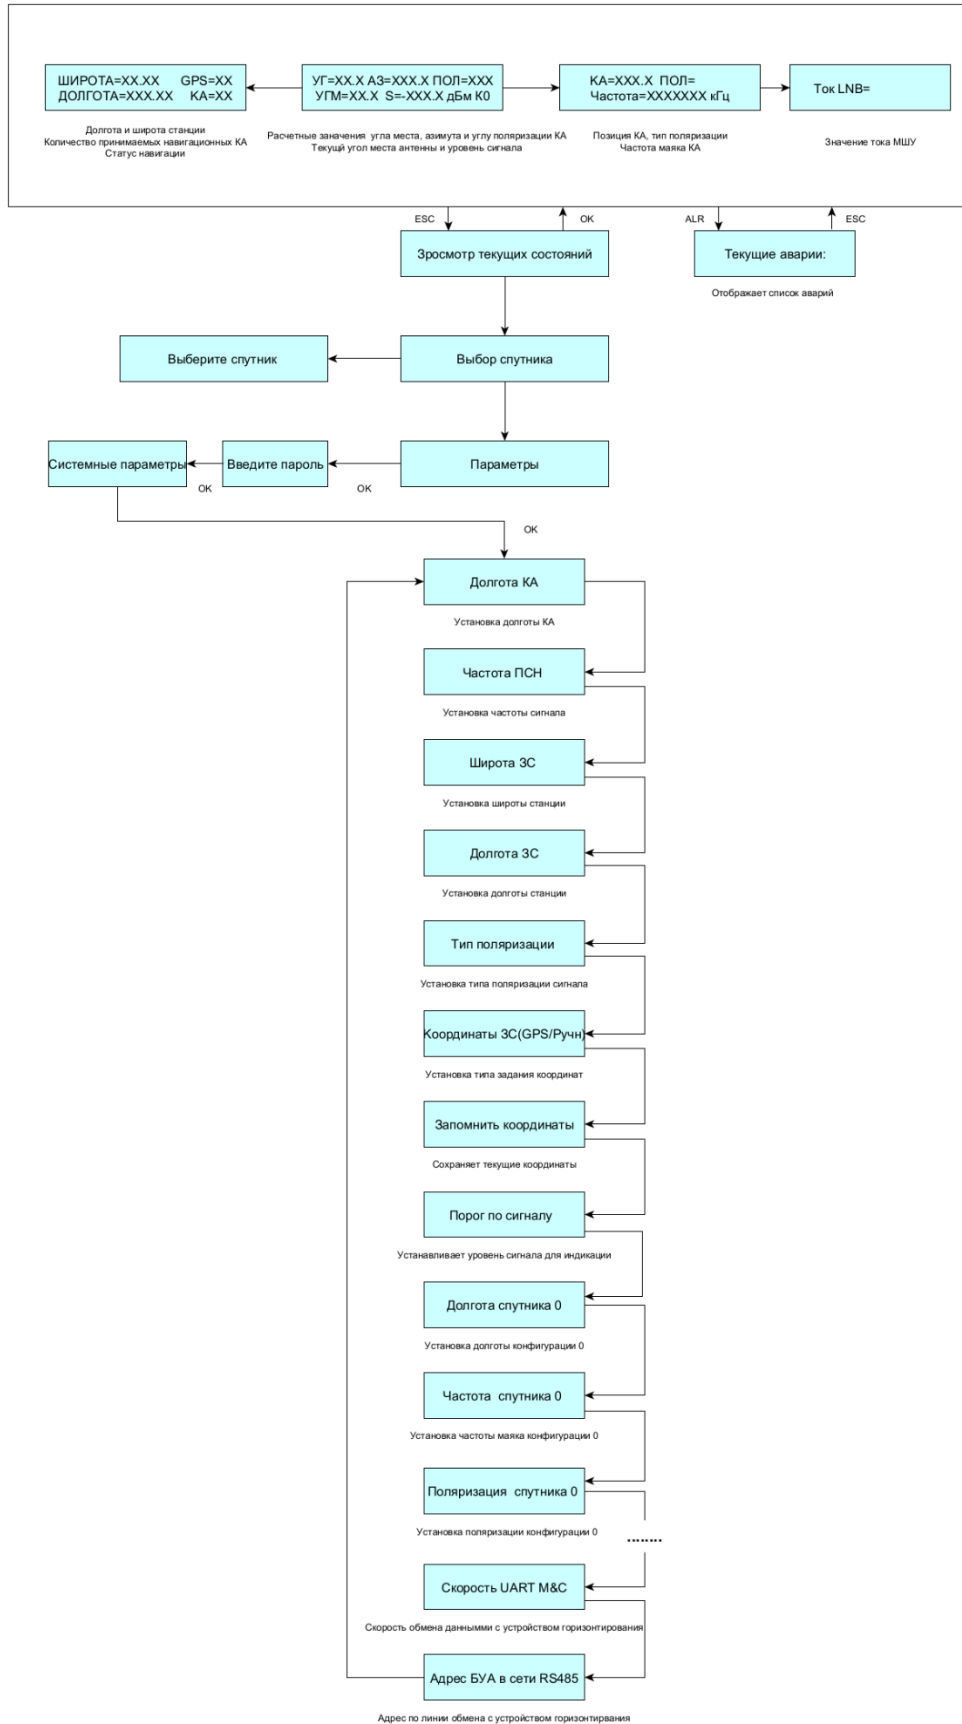 ШИРОТА=XX.XX GPS=XX
ДОЛГОТА=XXX.XX КА=XX
Долгота и широта станции
Количество принимаемых навигационных КА
Статус навигации
УГ=XX.X АЗ=XXX.X ПОЛ=XXX
УГМ=XX.X S=-XXX.X дБм К0
Расчетные заначения угла места, азимута и углу поляризации КА
Текущй угол места антенны и уровень сигнала
КА=XXX.X ПОЛ=
Частота=XXXXXXX кГц
Позиция КА, тип поляризации
Частота маяка КА
Ток LNB=
Значение тока МШУ
ESC
OK
ALR
ESC
Зросмотр текущих состояний
Текущие аварии:
Отображает список аварий
Выберите спутник
Выбор спутника
Системные параметры
Введите пароль
Параметры
OK
OK
OK
Долгота КА
Установка долготы КА
Частота ПСН
Установка частоты сигнала
Широта ЗС
Установка широты станции
Долгота ЗС
Установка долготы станции
Тип поляризации
Установка типа поляризации сигнала
Координаты ЗС(GPS/Ручн)
Установка типа задания координат
Запомнить координаты
Сохраняет текущие координаты
Порог по сигналу
Устанавливает уровень сигнала для индикации
Долгота спутника 0
Установка долготы конфигурации 0
Частота спутника 0
Установка частоты маяка конфигурации 0
Поляризация спутника 0
Установка поляризации конфигурации 0
........
Скорость UART M&C
Скорость обмена данымми с устройством горизонтирования
Адрес БУА в сети RS485
Адрес по линии обмена с устройством горизонтирвания